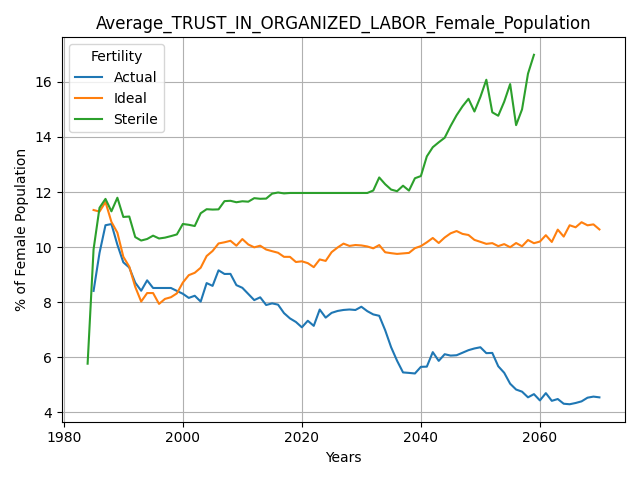 Average_TRUST_IN_ORGANIZED_LABOR_Female_Population
Fertility
Actual
Ideal
Sterile
% of Female Population
16
14
12
10
8
6
4
1980
2000
2020
2040
2060
Years